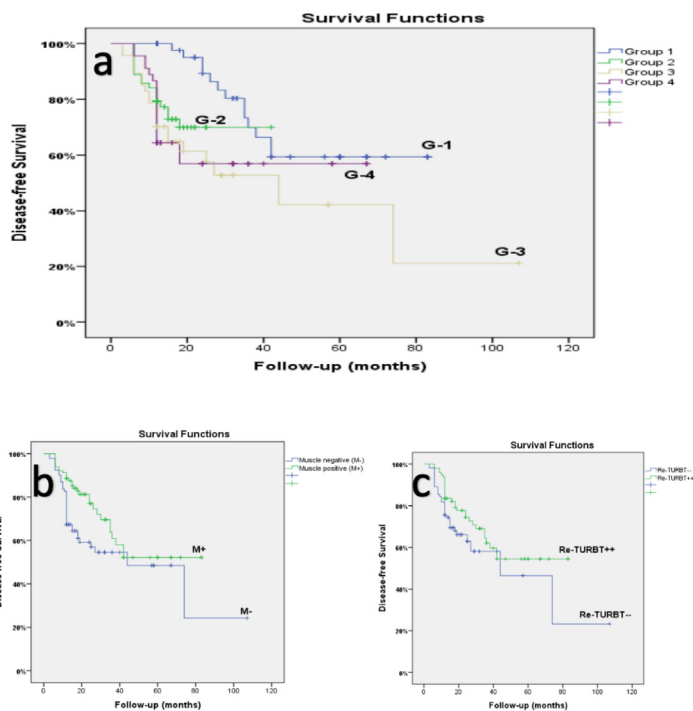 Survival Functions
a
Group 1
Group 2
Group 3
Group 4
G-2
G-1
G-4
G-3
100%
80%
60%
40%
20%
0%
Disease-free Survival
0 20 40 60 80 100 120
Follow-up (months)
Survival Functions
b
Muscle negative (M-)
Muscle positive (M+)
M+
M-
100%
80%
60%
40%
20%
0%
0 20 40 60 80 100 120
Follow-up (months)
Survival Functions
c
Re-TURBT--
Re-TURBT++
Re-TURBT++
Re-TURBT--
100%
80%
60%
40%
20%
0%
Disease-free Survival
0 20 40 60 80 100 120
Follow-up (months)